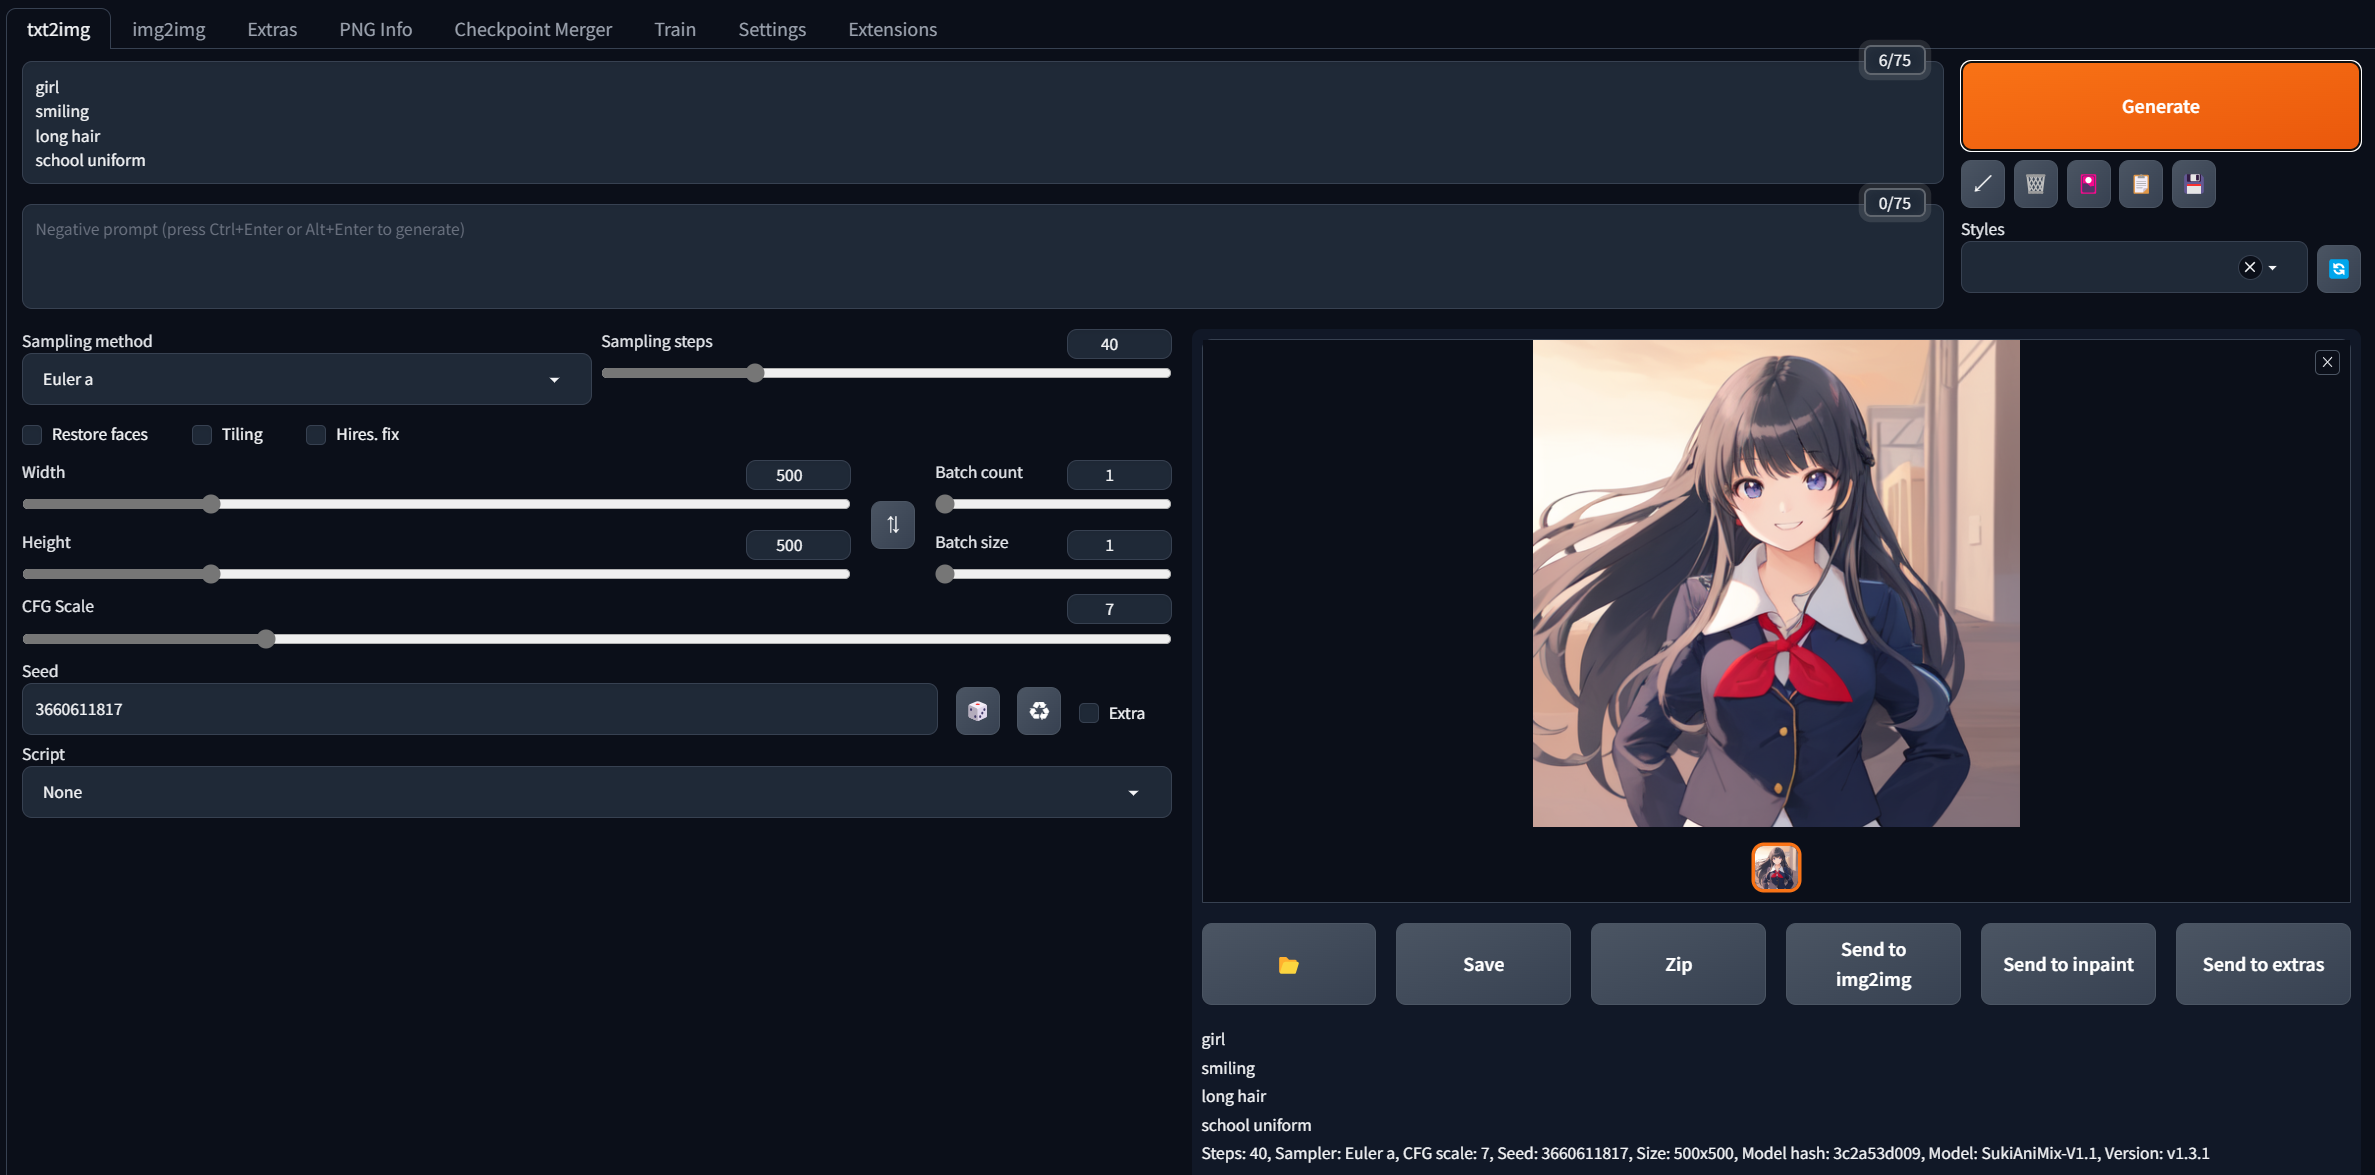 txt2img img2img Extras PNG Info Checkpoint Merger Train Settings Extensions
6/75
girl
smiling
long hair
school uniform
Generate
0/75
Negative prompt (press Ctrl+Enter or Alt+Enter to generate)
Styles
Sampling method
Euler a
Sampling steps
40
Restore faces Tiling Hires. fix
Width
500
Height
500
Batch count
1
Batch size
1
CFG Scale
7
Seed
3660611817
Extra
Script
None
Save
Zip
Send to
img2img
Send to inpaint
Send to extras
girl
smiling
long hair
school uniform
Steps: 40, Sampler: Euler a, CFG scale: 7, Seed: 3660611817, Size: 500x500, Model hash: 3c2a53d009, Model: SukiAniMix-V1.1, Version: v1.3.1